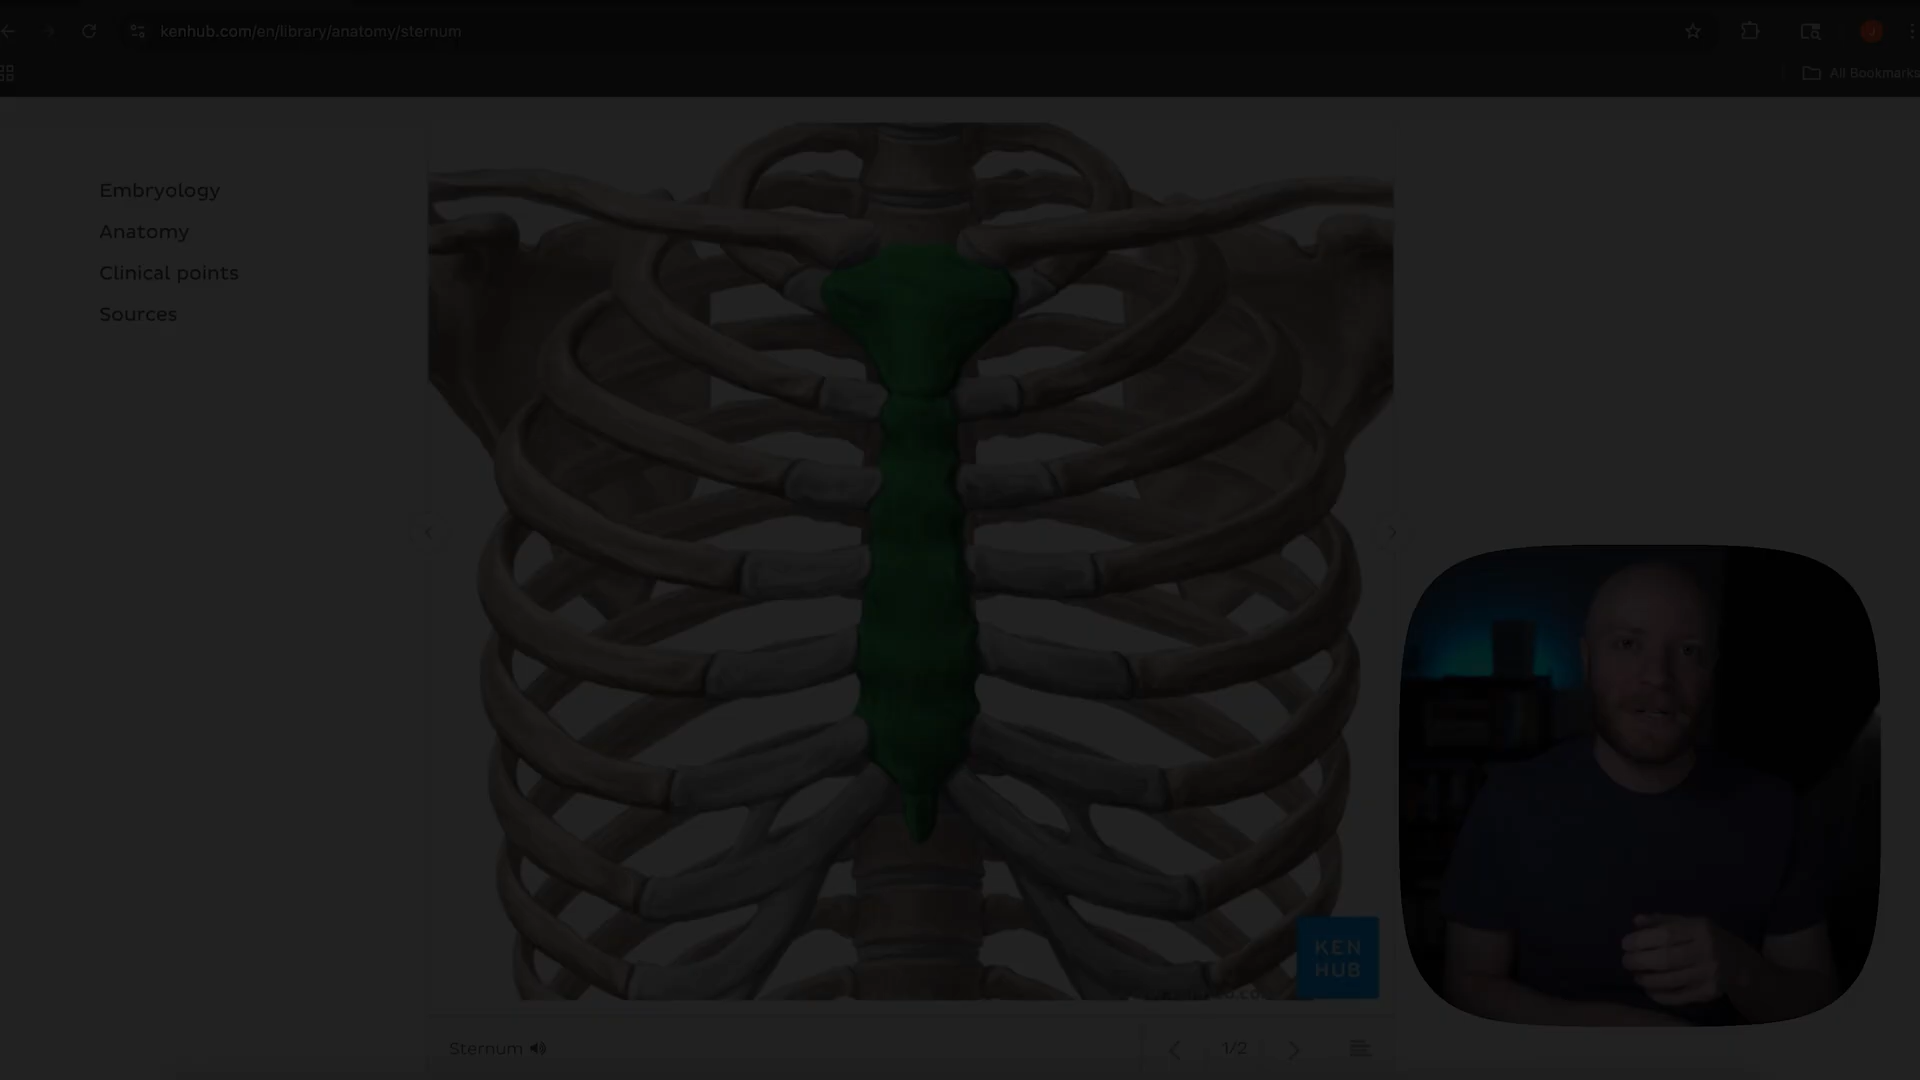 kenhub.com/en/library/anatomy/sternum
All Bookmarks
Embryology
Anatomy
Clinical points
Sources
KEN
HUB
Sternum
1/2